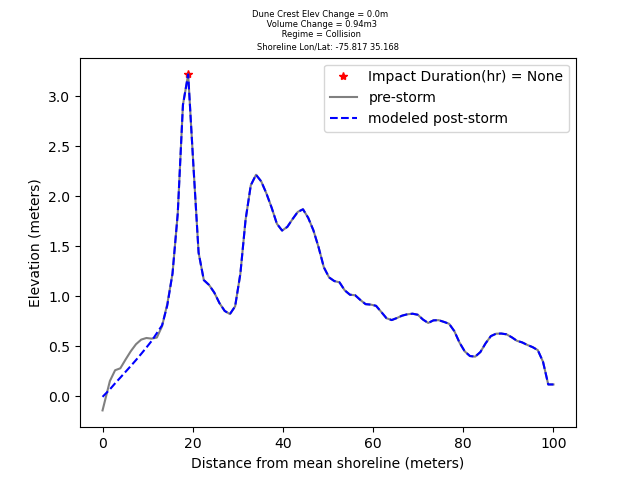 Dune Crest Elev Change = 0.0m
Volume Change = 0.94m3
Regime = Collision
Shoreline Lon/Lat: -75.817 35.168
Impact Duration(hr) = None
pre-storm
modeled post-storm
3.0
2.5
2.0
1.5
1.0
0.5
0.0
Elevation (meters)
0 20 40 60 80 100
Distance from mean shoreline (meters)